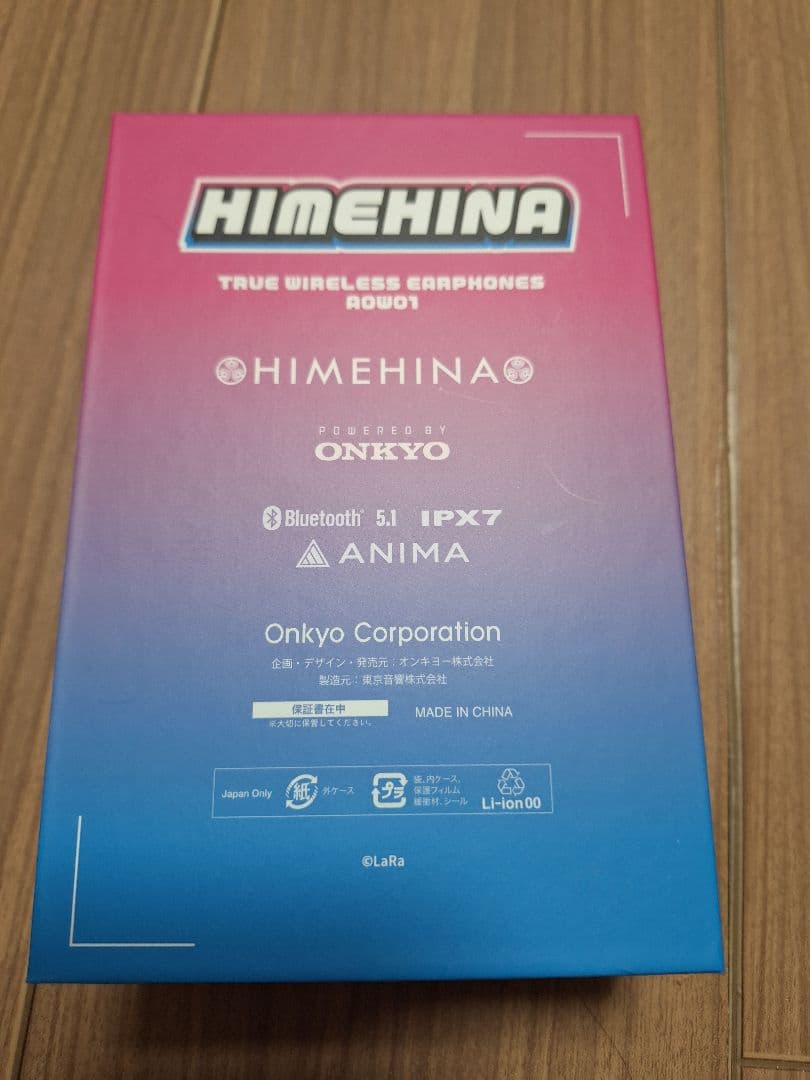 HIMEHINA
TRUE WIRELESS EARPHONES
AOW01
HIMEHINA
POWERED BY
ONKYO
Bluetooth® 5.1 IPX7
ANIMA
Onkyo Corporation
企画・デザイン・発売元：オンキヨー株式会社
製造元：東京音響株式会社
保証書在中
※大切に保管してください。
MADE IN CHINA
Japan Only
紙
外ケース
プラ
袋、内ケース、
保護フィルム
緩衝材、シール
Li-ion 00
©LaRa